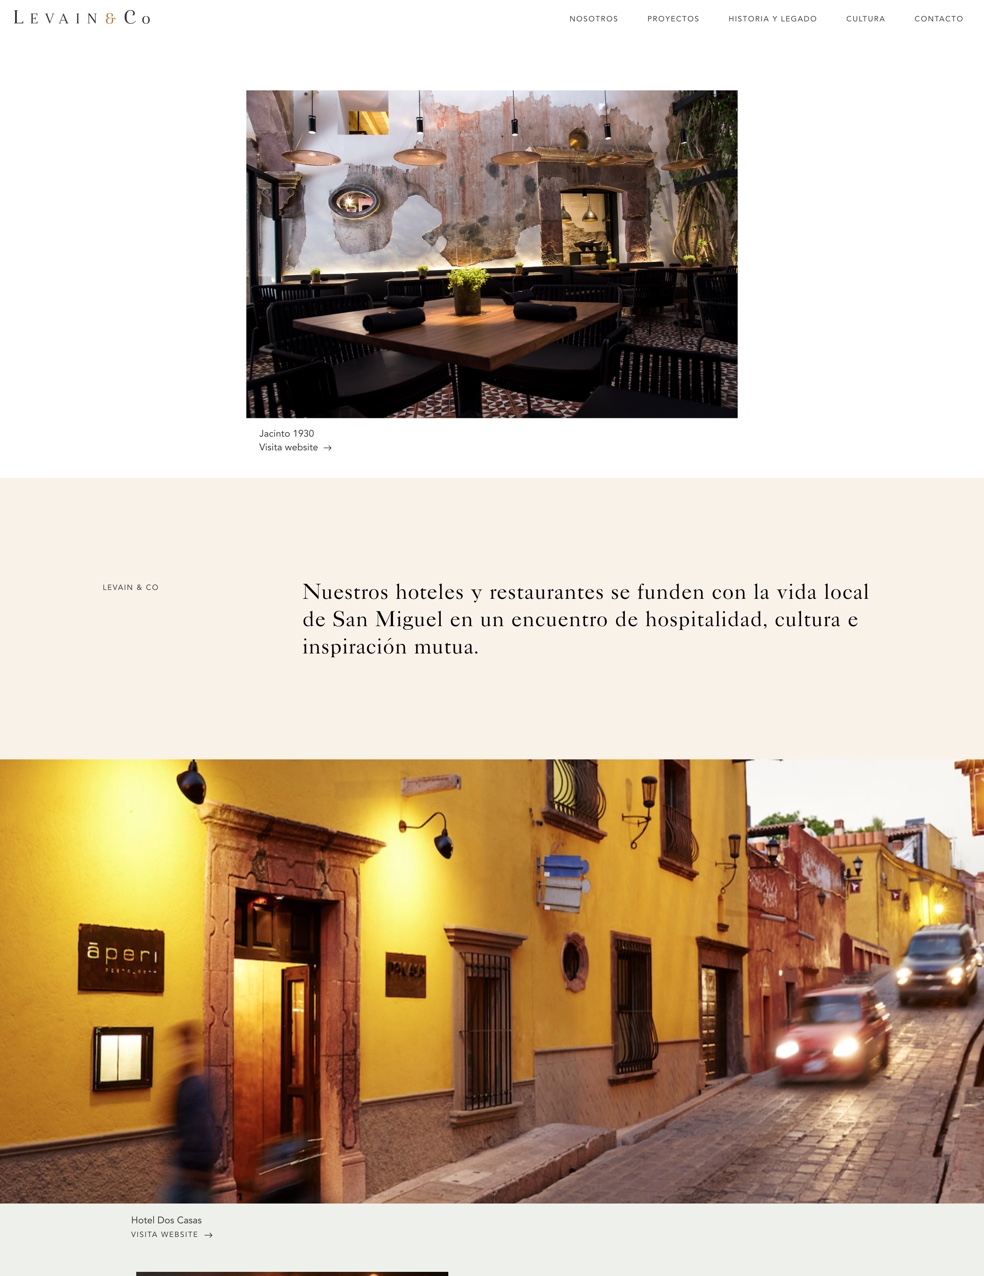 LEVAIN & Co
NOSOTROS
PROYECTOS
HISTORIA Y LEGADO
CULTURA
CONTACTO
Jacinto 1930
Visita website →
LEVAIN & CO
Nuestros hoteles y restaurantes se funden con la vida local
de San Miguel en un encuentro de hospitalidad, cultura e
inspiración mutua.
āperi
Hotel Dos Casas
VISITA WEBSITE →